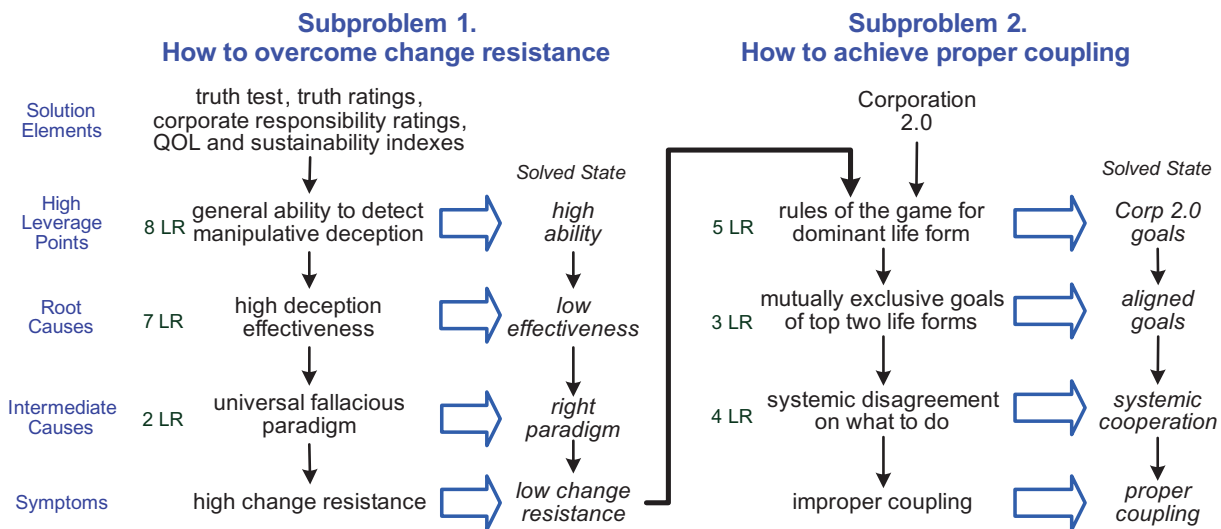 Subproblem 1.
How to overcome change resistance
Subproblem 2.
How to achieve proper coupling
Solution
Elements
truth test, truth ratings,
corporate responsibility ratings,
QOL and sustainability indexes
Corporation
2.0
Solved State
Solved State
High
Leverage
Points
8 LR
general ability to detect
manipulative deception
high
ability
5 LR
rules of the game for
dominant life form
Corp 2.0
goals
Root
Causes
7 LR
high deception
effectiveness
low
effectiveness
3 LR
mutually exclusive goals
of top two life forms
aligned
goals
Intermediate
Causes
2 LR
universal fallacious
paradigm
right
paradigm
4 LR
systemic disagreement
on what to do
systemic
cooperation
Symptoms
high change resistance
low change
resistance
improper coupling
proper
coupling